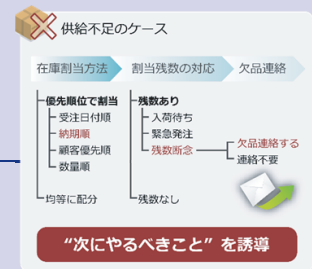 供給不足のケース
在庫割当方法
割当残数の対応
欠品連絡
優先順位で割当
受注日付順
納期順
顧客優先順
数量順
均等に配分
残数あり
入荷待ち
緊急発注
残数断念
残数なし
欠品連絡する
連絡不要
“次にやるべきこと”を誘導